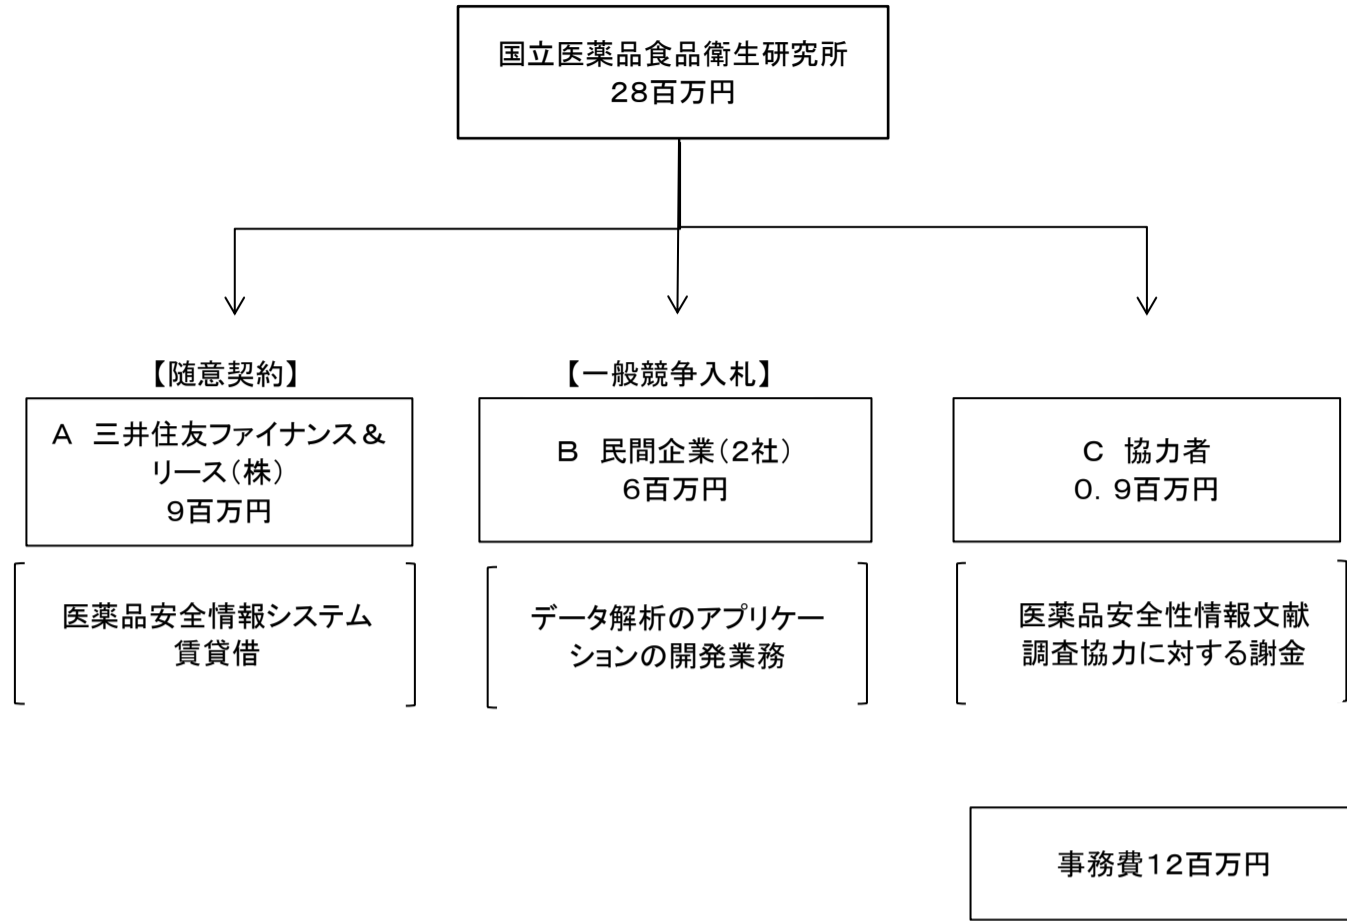 国立医薬品食品衛生研究所
28百万円
【随意契約】
【一般競争入札】
A 三井住友ファイナンス&
リース(株)
9百万円
B 民間企業(2社)
6百万円
C 協力者
0.9百万円
医薬品安全情報システム
賃貸借
データ解析のアプリケー
ションの開発業務
医薬品安全性情報文献
調査協力に対する謝金
事務費12百万円